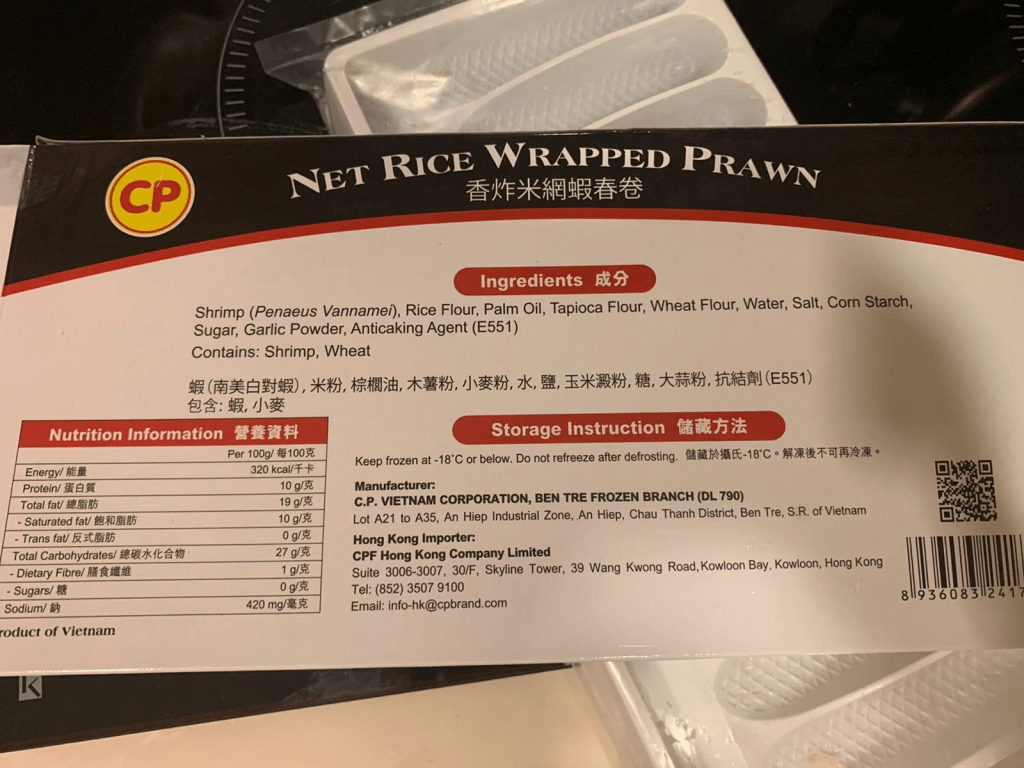 CP
NET RICE WRAPPED PRAWN
香炸米網蝦春卷
Ingredients 成分
Shrimp (Penaeus Vannamei), Rice Flour, Palm Oil, Tapioca Flour, Wheat Flour, Water, Salt, Corn Starch,
Sugar, Garlic Powder, Anticaking Agent (E551)
Contains: Shrimp, Wheat
蝦(南美白對蝦), 米粉, 棕櫚油, 木薯粉, 小麥粉, 水, 鹽, 玉米澱粉, 糖, 大蒜粉, 抗結劑(E551)
包含: 蝦, 小麥
Nutrition Information 營養資料
Per 100g/ 每100克
Energy/ 能量 320 kcal/千卡
Protein/ 蛋白質 10 g/克
Total fat/ 總脂肪 19 g/克
- Saturated fat/ 飽和脂肪 10 g/克
- Trans fat/ 反式脂肪 0 g/克
Total Carbohydrates/ 總碳水化合物 27 g/克
- Dietary Fibre/ 膳食纖維 1 g/克
- Sugars/ 糖 0 g/克
Sodium/ 鈉 420 mg/毫克
roduct of Vietnam
Storage Instruction 儲藏方法
Keep frozen at -18˚C or below. Do not refreeze after defrosting. 儲藏於攝氏-18˚C。解凍後不可再冷凍。
Manufacturer:
C.P. VIETNAM CORPORATION, BEN TRE FROZEN BRANCH (DL 790)
Lot A21 to A35, An Hiep Industrial Zone, An Hiep, Chau Thanh District, Ben Tre, S.R. of Vietnam
Hong Kong Importer:
CPF Hong Kong Company Limited
Suite 3006-3007, 30/F, Skyline Tower, 39 Wang Kwong Road, Kowloon Bay, Kowloon, Hong Kong
Tel: (852) 3507 9100
Email: info-hk@cpbrand.com
8 936083 2417
K